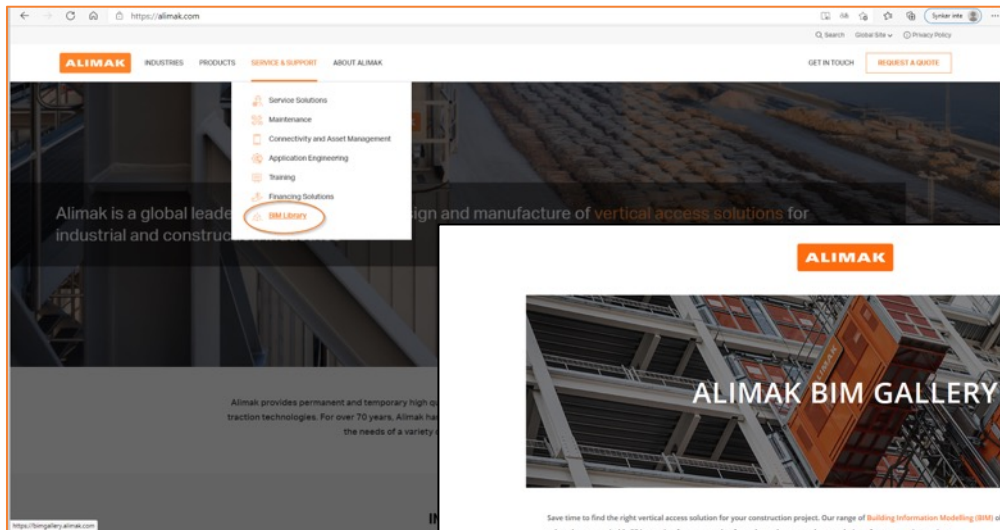 https://alimak.com
Synkar inte
Search Global Site Privacy Policy
ALIMAK
INDUSTRIES PRODUCTS SERVICE & SUPPORT ABOUT ALIMAK
GET IN TOUCH REQUEST A QUOTE
Service Solutions
Maintenance
Connectivity and Asset Management
Application Engineering
Training
Financing Solutions
BIM Library
Alimak is a global leade sign and manufacture of vertical access solutions for
industrial and construc
Alimak provides permanent and temporary high qu
traction technologies. For over 70 years, Alimak ha
the needs of a variety
IN
https://bimgallery.alimak.com
ALIMAK
ALIMAK
ALIMAK BIM GALLERY
Save time to find the right vertical access solution for your construction project. Our range of Building Information Modelling (BIM) o